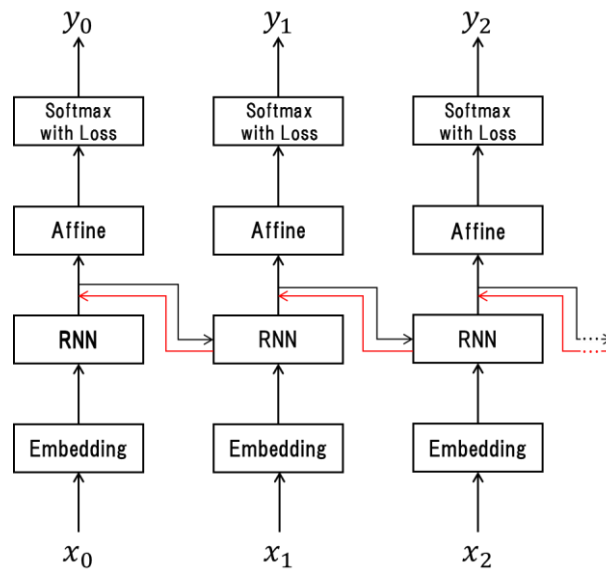 y₀ y₁ y₂
Softmax with Loss
Softmax with Loss
Softmax with Loss
Affine Affine Affine
RNN RNN RNN
Embedding Embedding Embedding
x₀ x₁ x₂